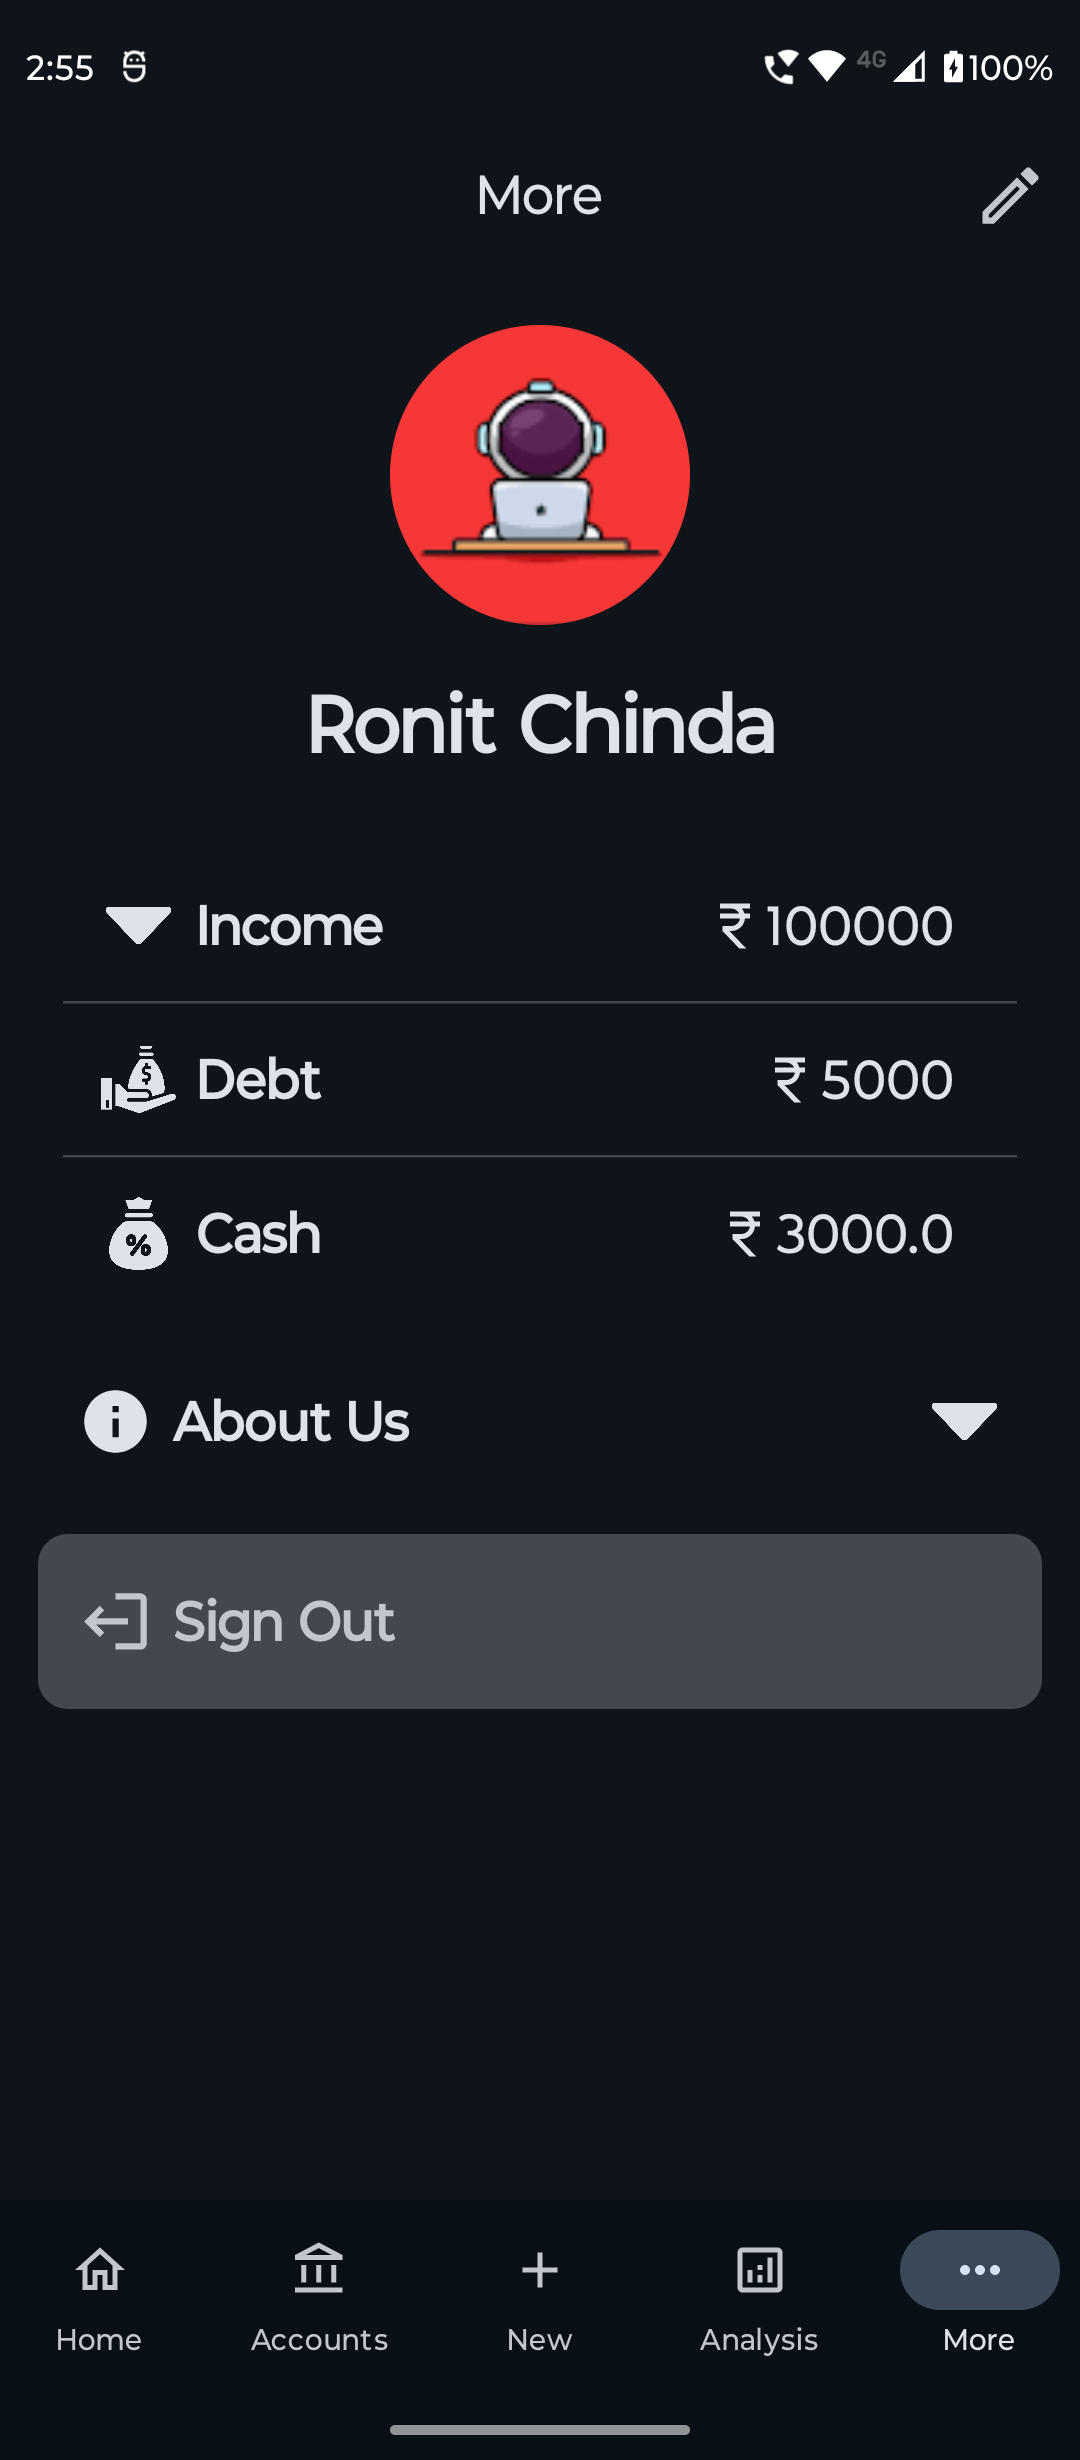 2:55 4G 100%
More
Ronit Chinda
Income ₹ 100000
Debt ₹ 5000
Cash ₹ 3000.0
About Us
Sign Out
Home Accounts New Analysis More